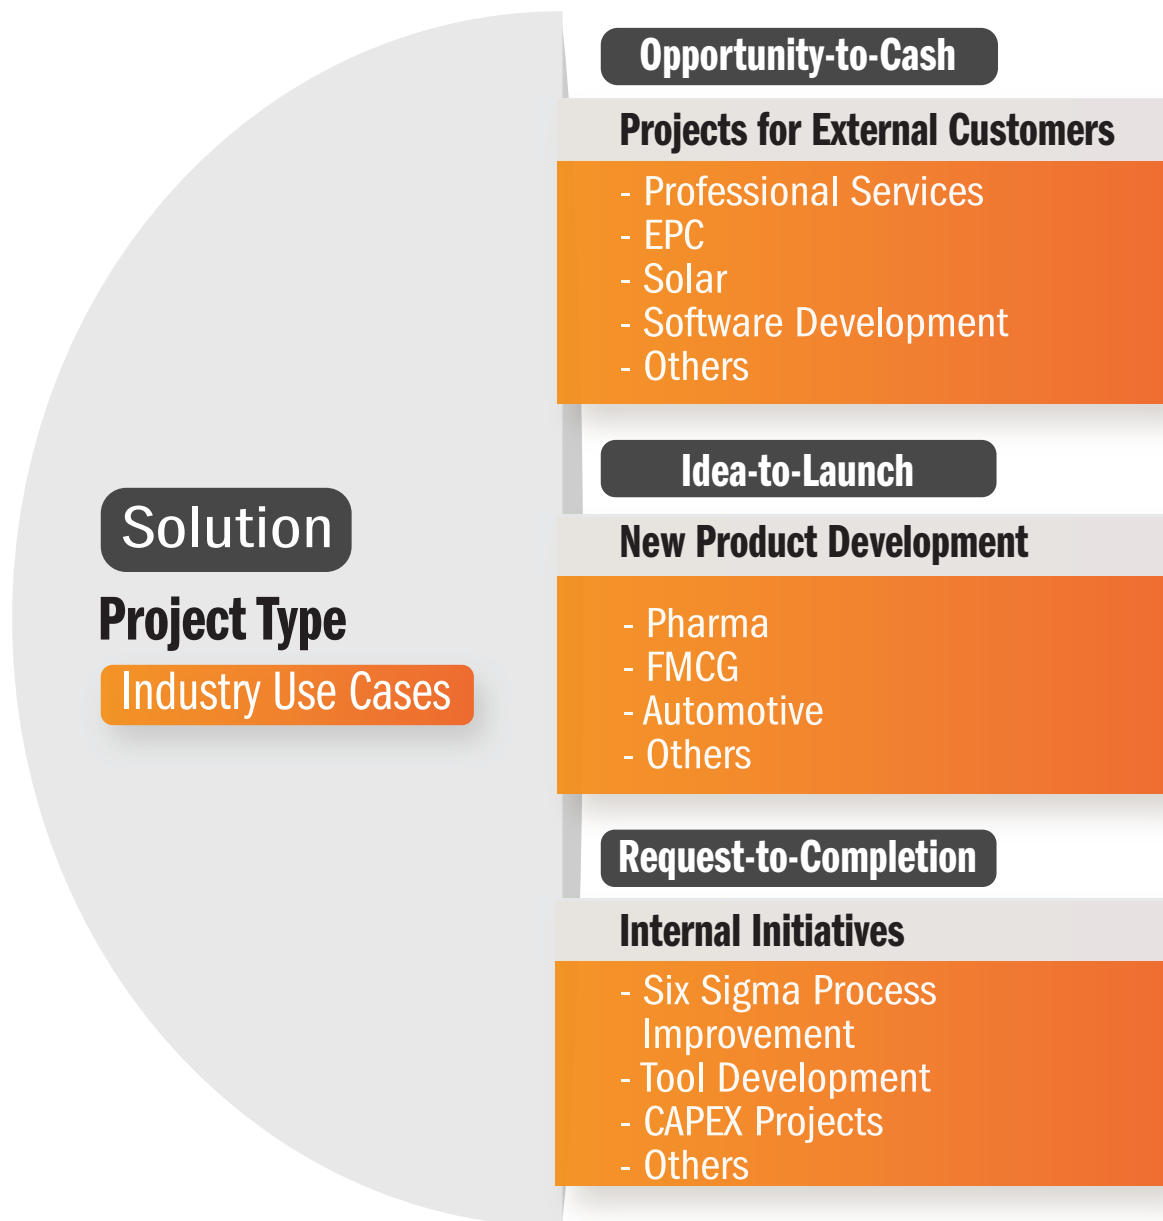 Solution
Project Type
Industry Use Cases
Opportunity-to-Cash
Projects for External Customers
- Professional Services
- EPC
- Solar
- Software Development
- Others
Idea-to-Launch
New Product Development
- Pharma
- FMCG
- Automotive
- Others
Request-to-Completion
Internal Initiatives
- Six Sigma Process
Improvement
- Tool Development
- CAPEX Projects
- Others